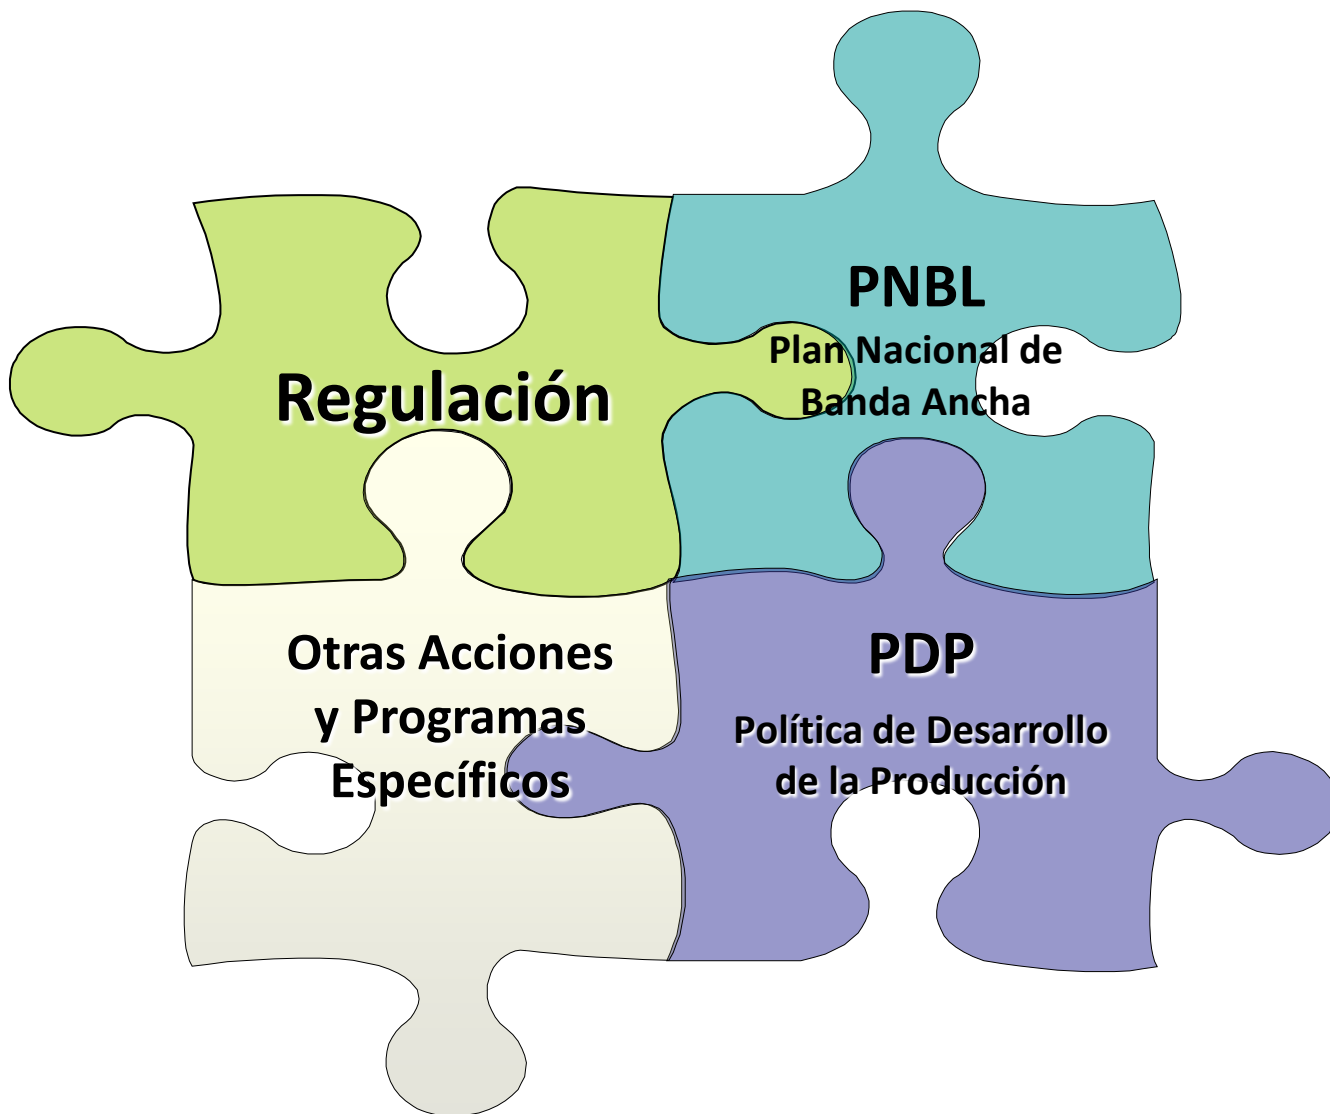 Regulación
PNBL
Plan Nacional de
Banda Ancha
Otras Acciones
y Programas
Específicos
PDP
Política de Desarrollo
de la Producción